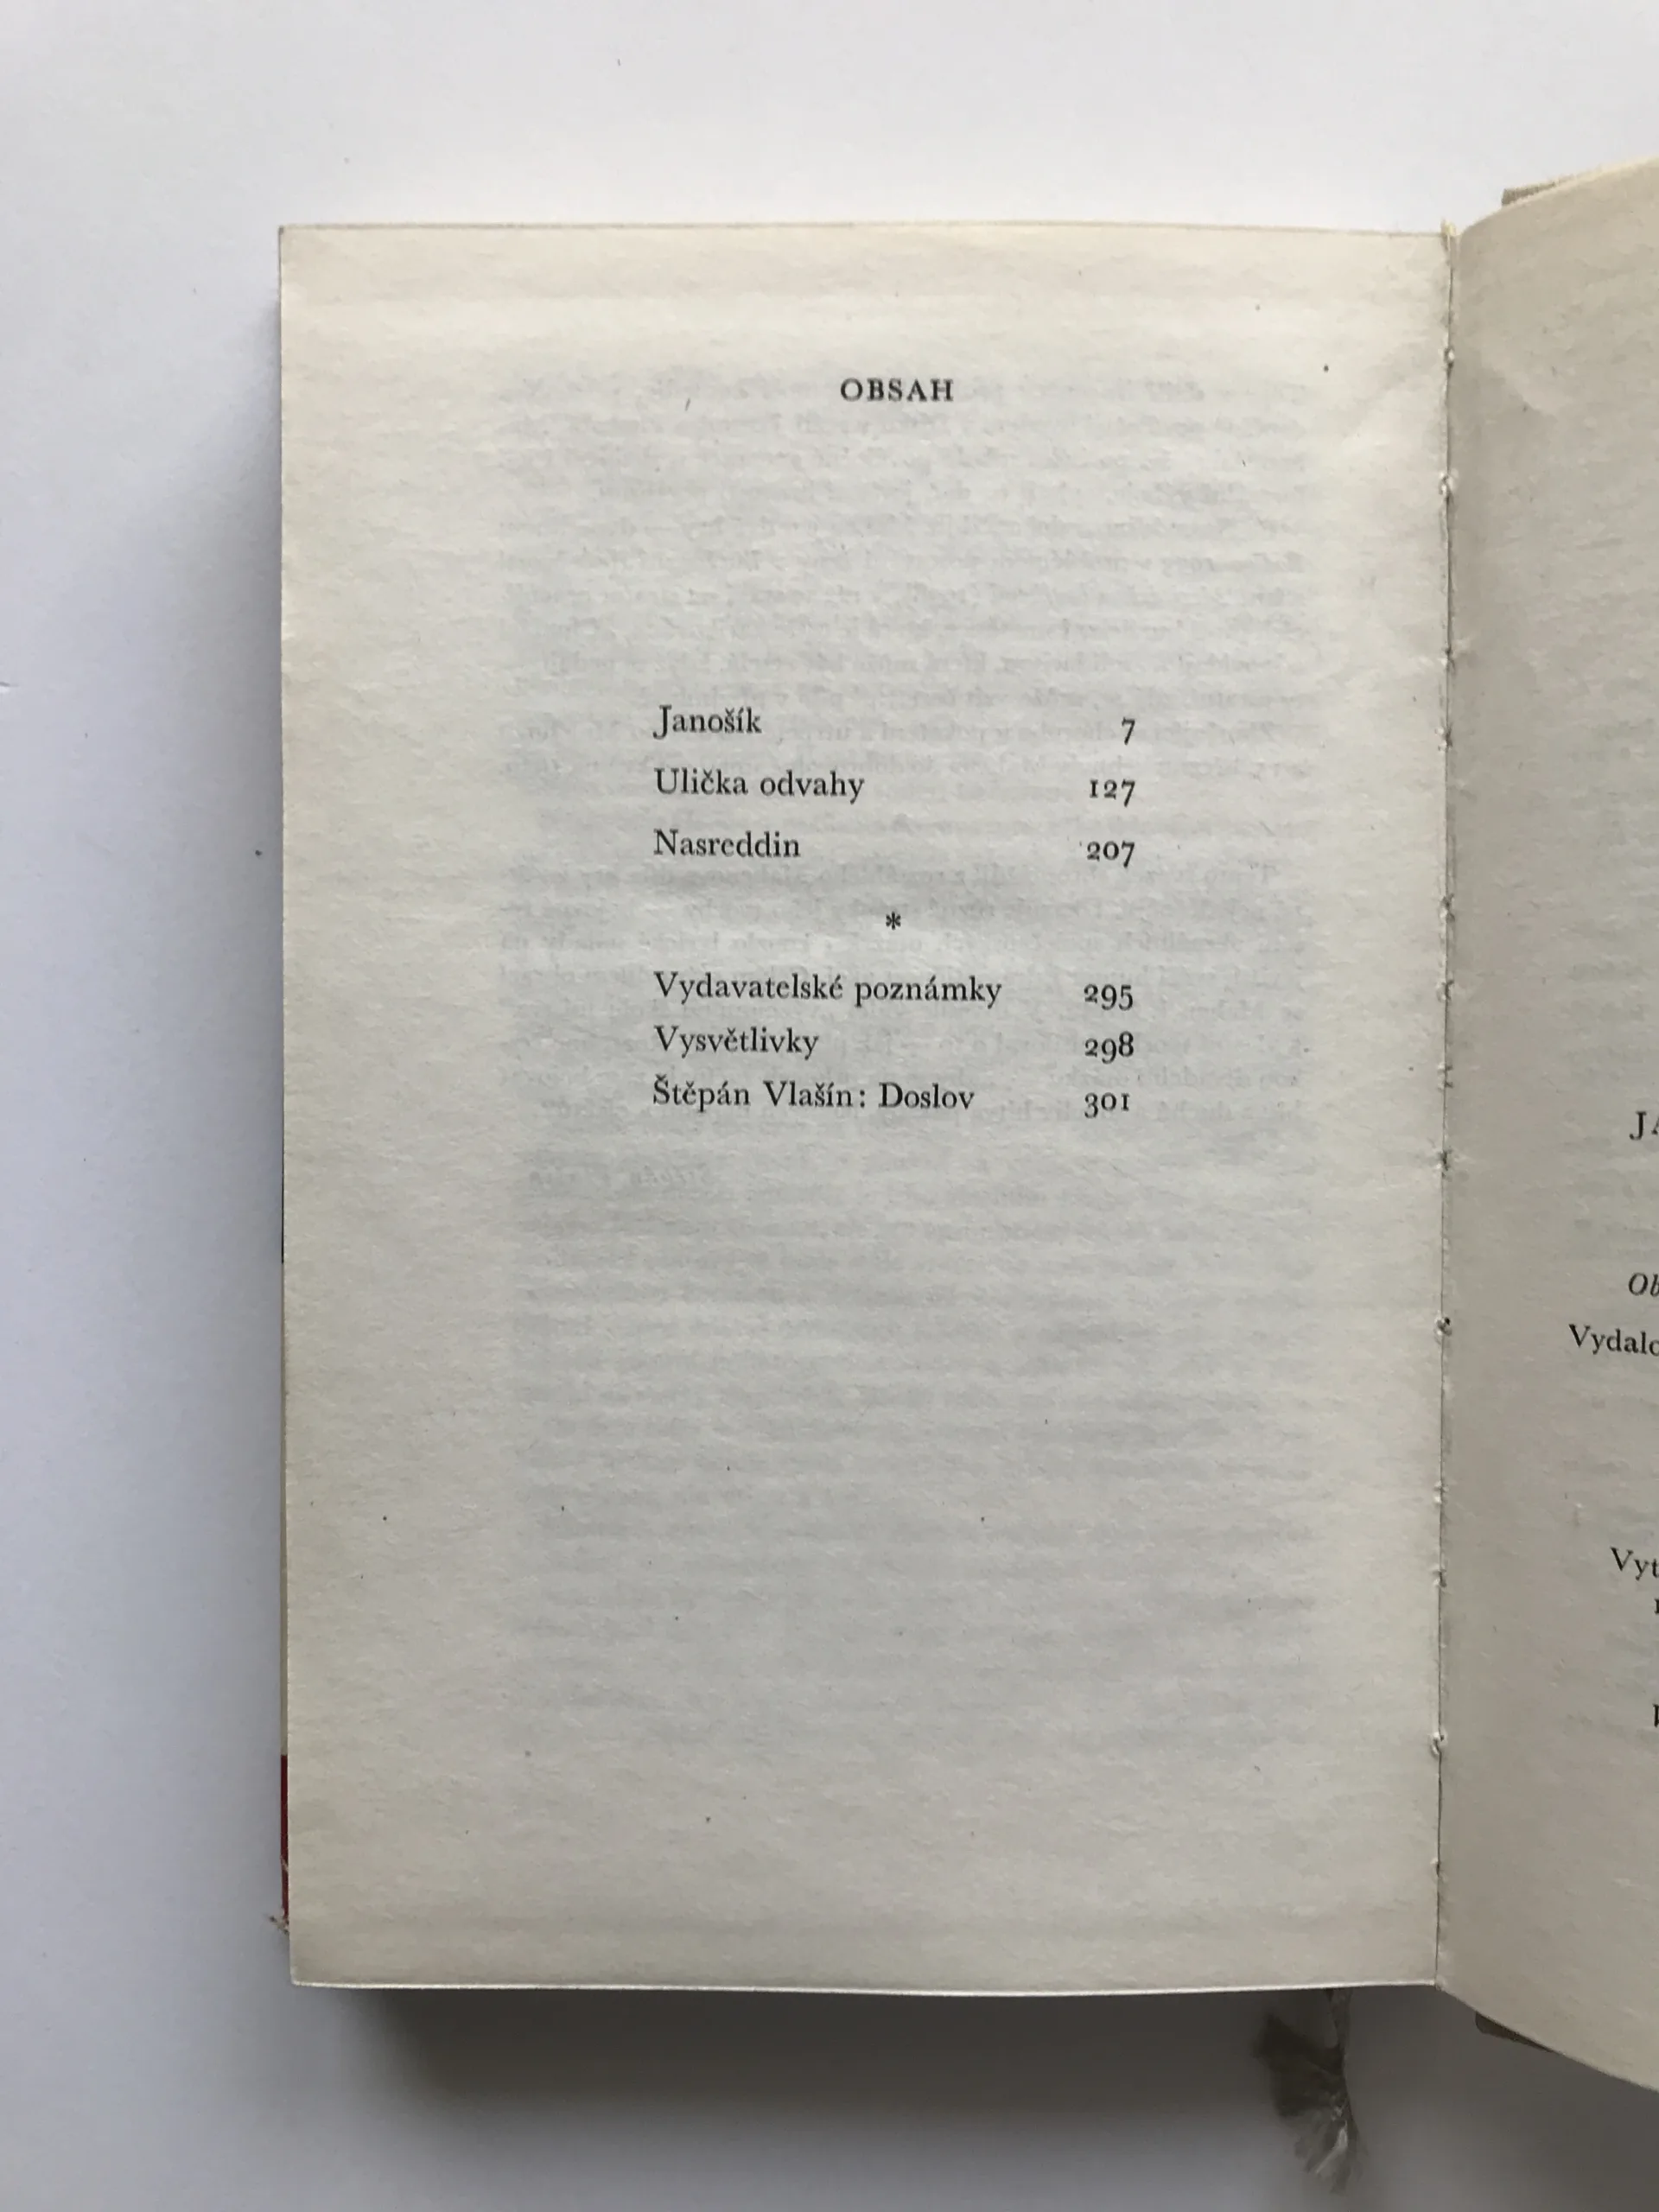 OBSAH
Janošík 7
Ulička odvahy 127
Nasreddin 207
*
Vydavatelské poznámky 295
Vysvětlivky 298
Štěpán Vlašín: Doslov 301